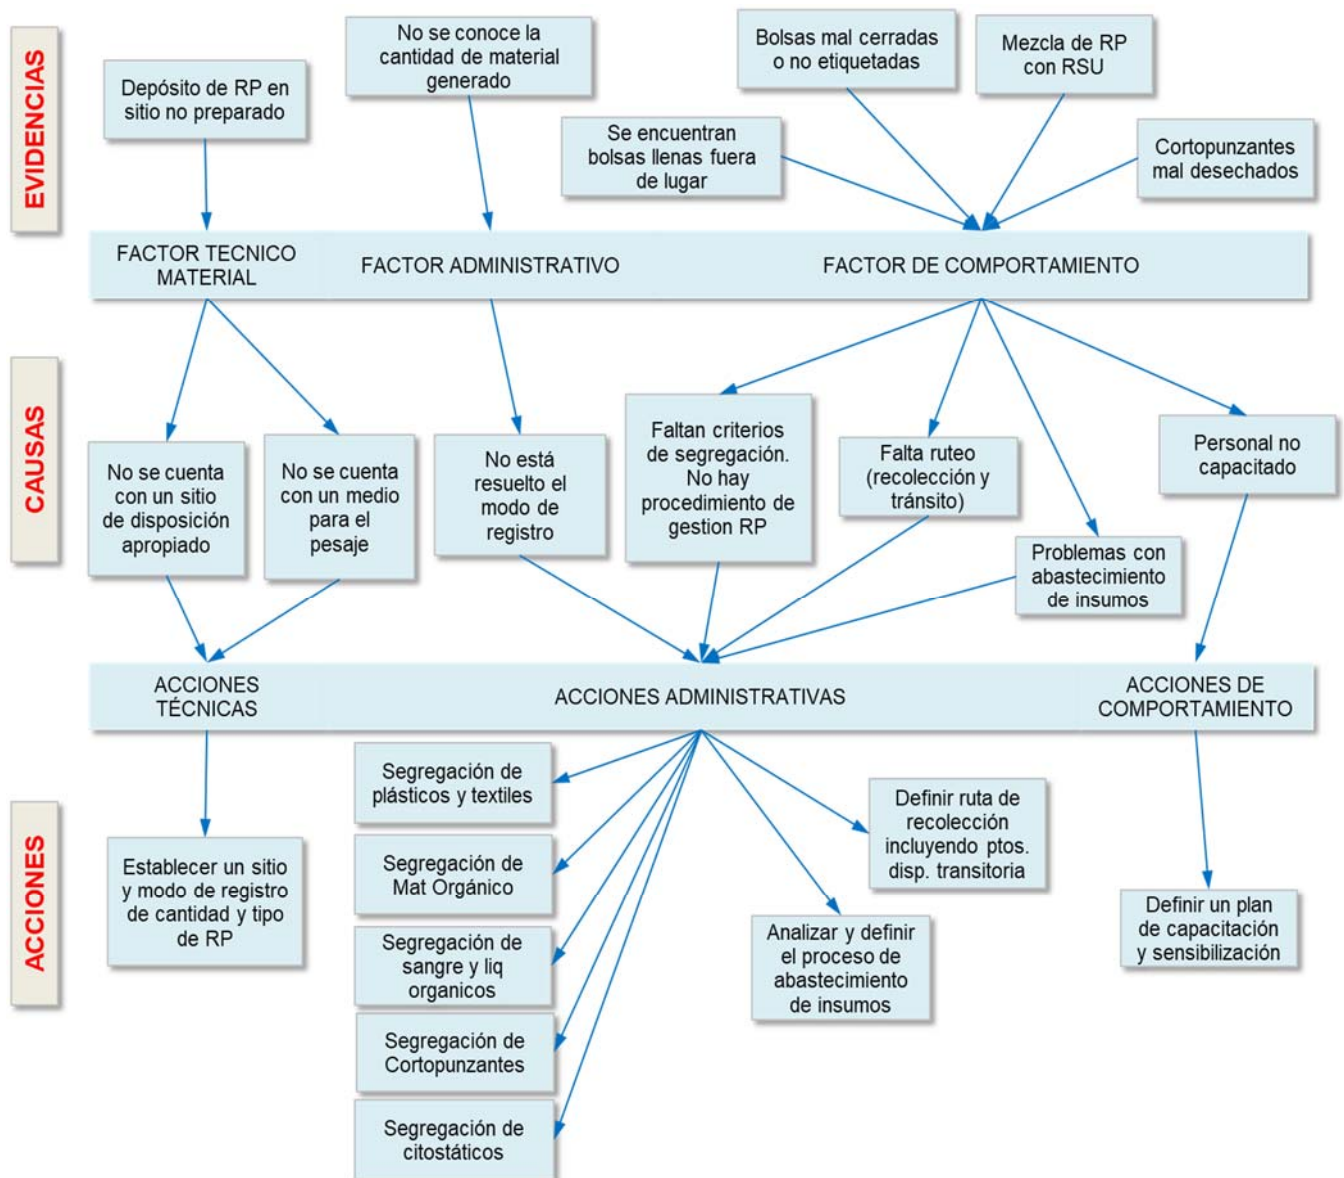 EVIDENCIAS
Depósito de RP en
sitio no preparado
No se conoce la
cantidad de material
generado
Bolsas mal cerradas
o no etiquetadas
Mezcla de RP
con RSU
Se encuentran
bolsas llenas fuera
de lugar
Cortopunzantes
mal desechados
FACTOR TECNICO
MATERIAL
FACTOR ADMINISTRATIVO
FACTOR DE COMPORTAMIENTO
CAUSAS
No se cuenta
con un sitio
de disposición
apropiado
No se cuenta
con un medio
para el
pesaje
No está
resuelto el
modo de
registro
Faltan criterios
de segregación.
No hay
procedimiento de
gestion RP
Falta ruteo
(recolección y
tránsito)
Problemas con
abastecimiento
de insumos
Personal no
capacitado
ACCIONES
TÉCNICAS
ACCIONES ADMINISTRATIVAS
ACCIONES DE
COMPORTAMIENTO
ACCIONES
Establecer un sitio
y modo de registro
de cantidad y tipo
de RP
Segregación de
plásticos y textiles
Segregación de
Mat Orgánico
Segregación de
sangre y liq
organicos
Segregación de
Cortopunzantes
Segregación de
citostáticos
Analizar y definir
el proceso de
abastecimiento
de insumos
Definir ruta de
recolección
incluyendo ptos.
disp. transitoria
Definir un plan
de capacitación
y sensibilización